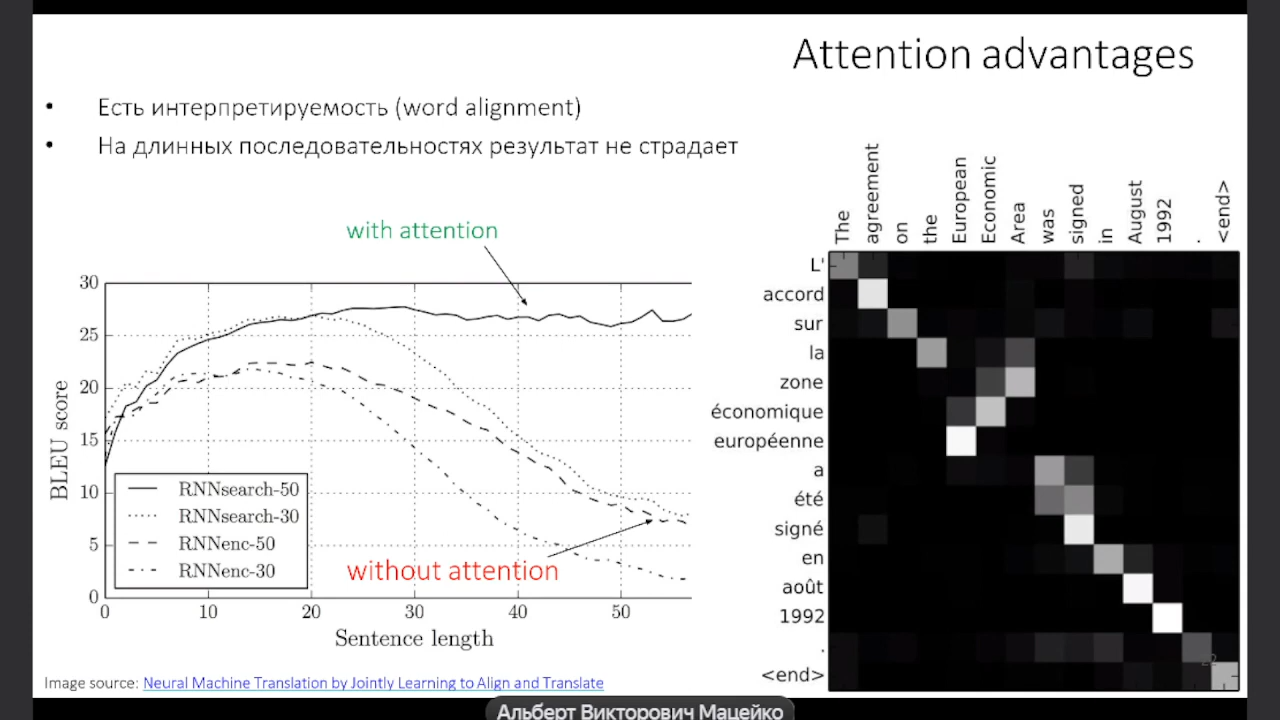 Attention advantages
• Есть интерпретируемость (word alignment)
• На длинных последовательностях результат не страдает
with attention
BLEU score
30
25
20
15
10
5
0
RNNsearch-50
RNNsearch-30
RNNenc-50
RNNenc-30
without attention
0 10 20 30 40 50
Sentence length
The agreement on the European Economic Area was signed in August 1992 . <end>
L'
accord
sur
la
zone
économique
européenne
a
été
signé
en
août
1992
.
<end>
22
Image source: Neural Machine Translation by Jointly Learning to Align and Translate
Альберт Викторович Мацейко